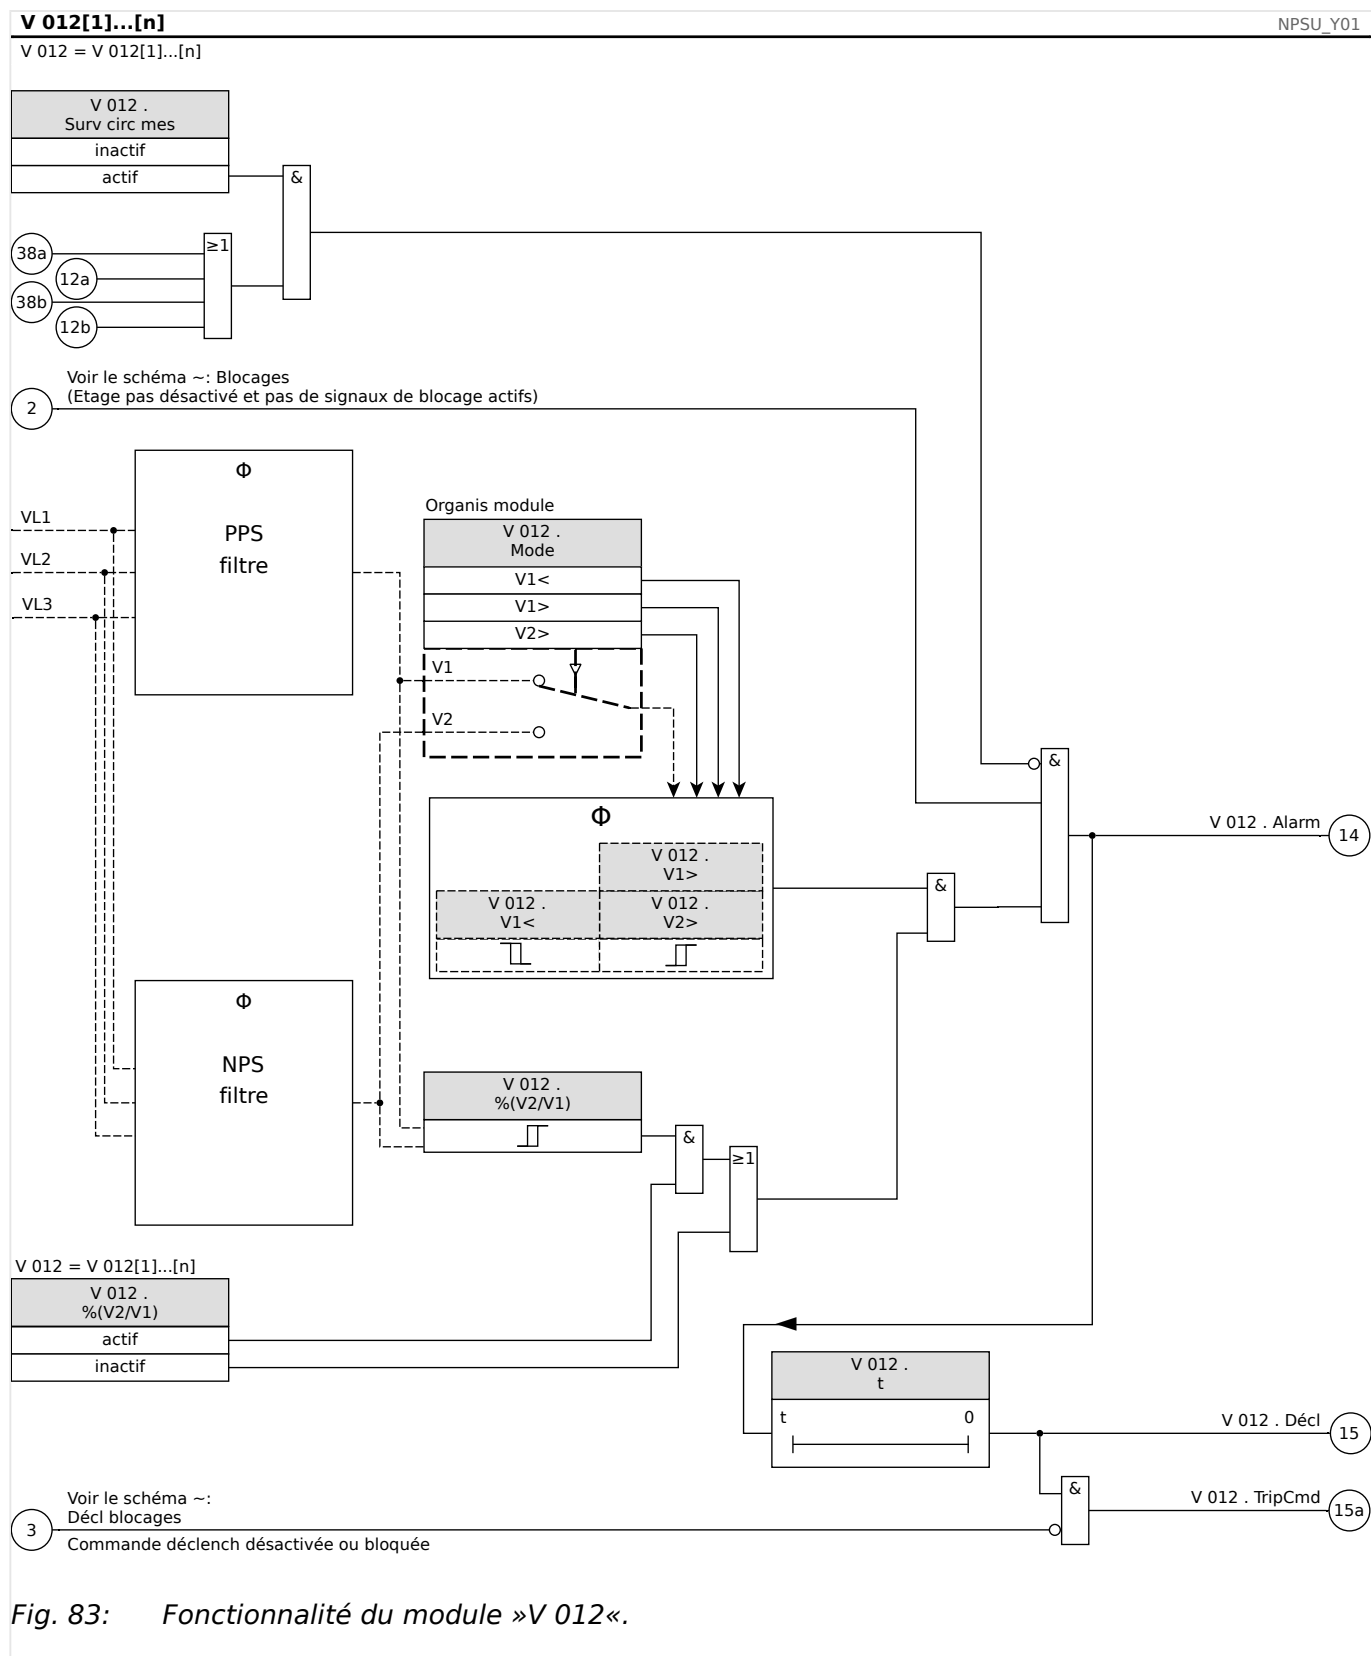 V 012[1]...[n]
NPSU_Y01
V 012 = V 012[1]...[n]
V 012 .
Surv circ mes
inactif
actif
&
≥1
38a
12a
38b
12b
Voir le schéma ~: Blocages
(Etage pas désactivé et pas de signaux de blocage actifs)
2
Φ
PPS
filtre
VL1
VL2
VL3
Organis module
V 012 .
Mode
V1<
V1>
V2>
V1
V2
&
Φ
V 012 .
V1>
V 012 .
V1<
V 012 .
V2>
&
V 012 . Alarm
14
Φ
NPS
filtre
V 012 .
%(V2/V1)
&
≥1
V 012 = V 012[1]...[n]
V 012 .
%(V2/V1)
actif
inactif
V 012 .
t
t
0
V 012 . Décl
15
&
V 012 . TripCmd
15a
Voir le schéma ~:
Décl blocages
3
Commande déclench désactivée ou bloquée
Fig. 83: Fonctionnalité du module »V 012«.